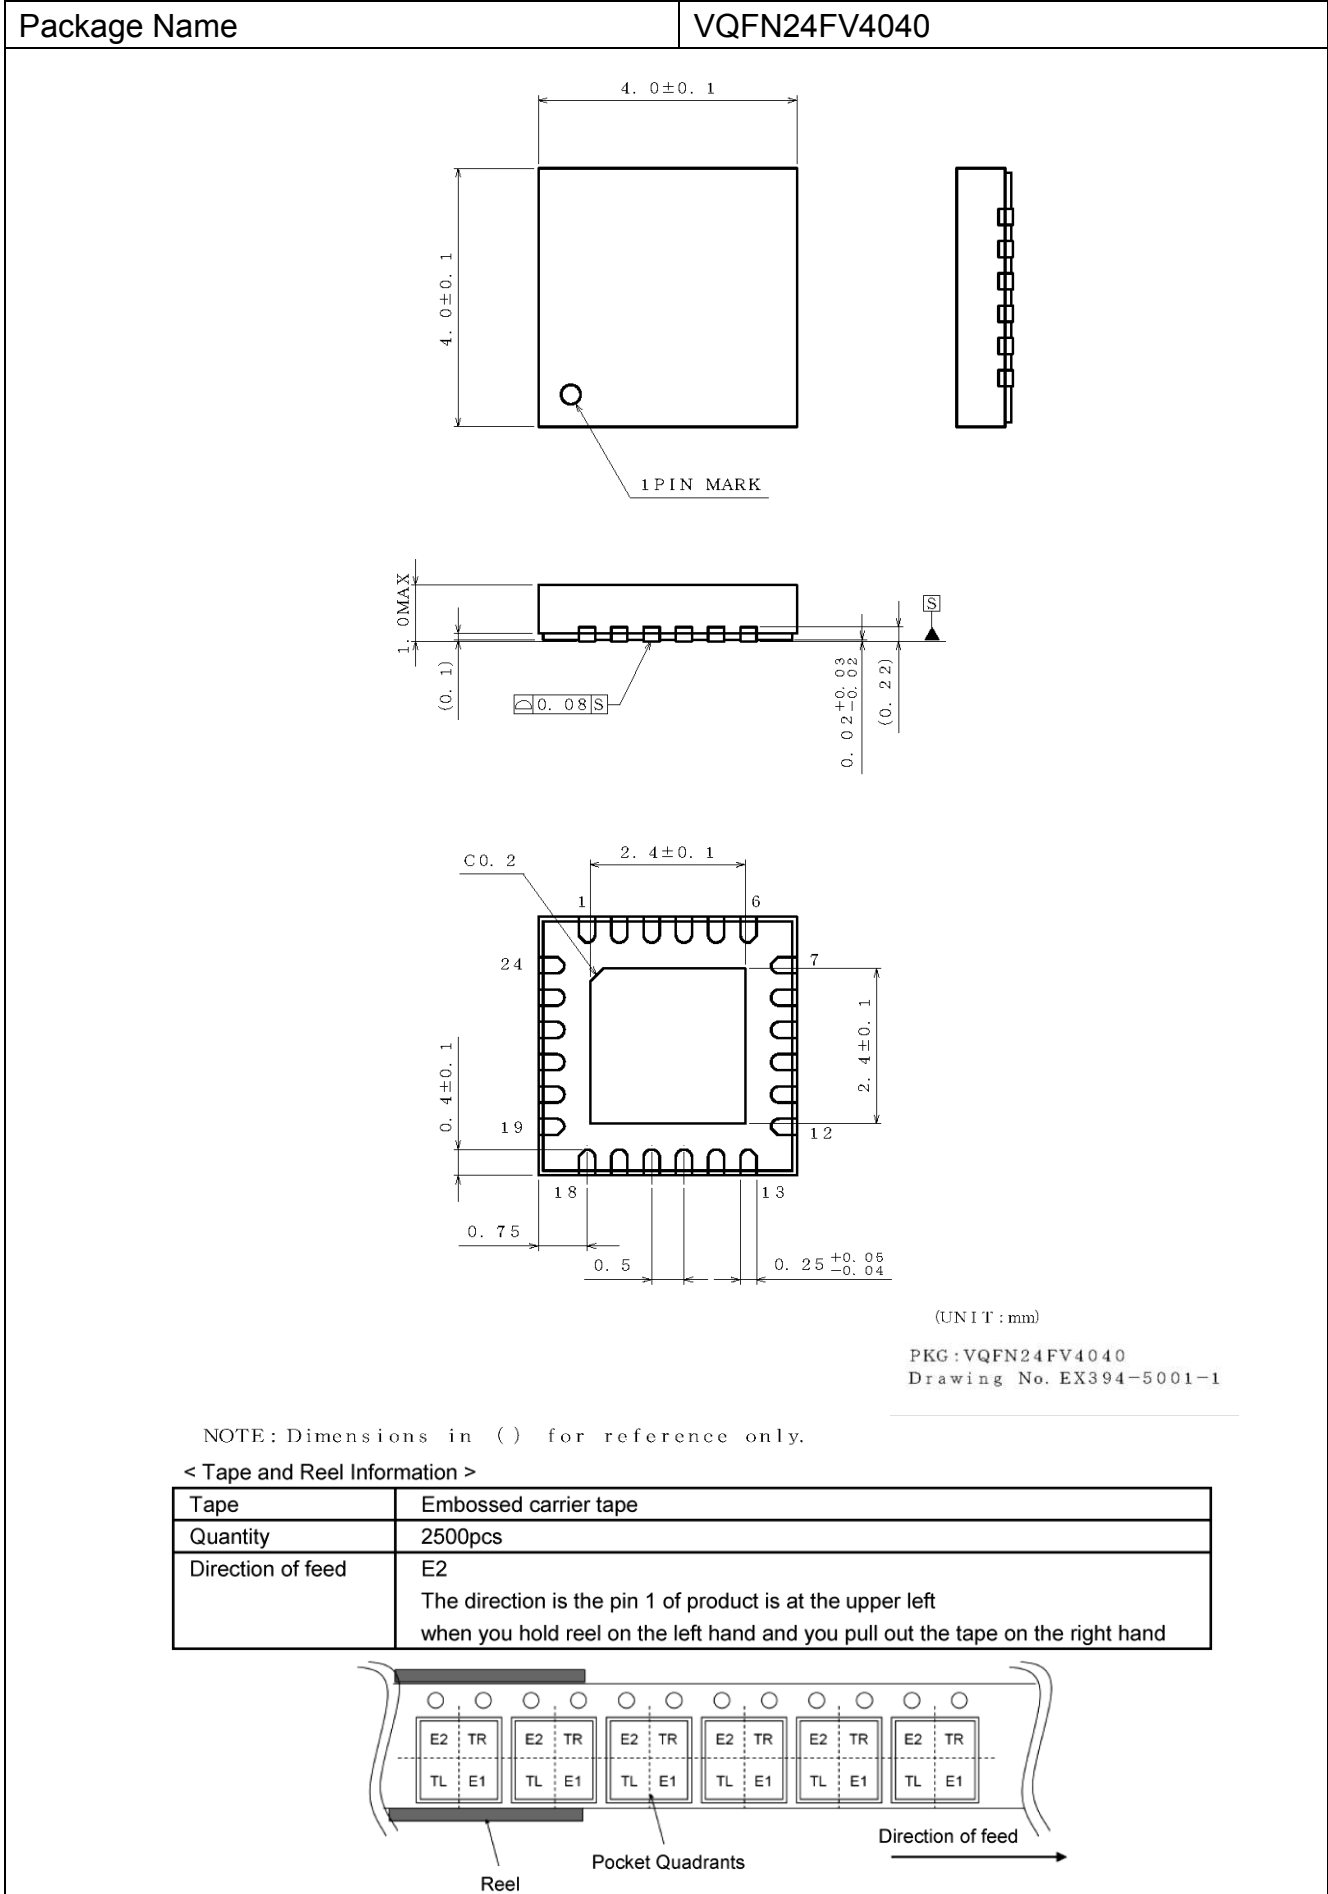 Package Name VQFN24FV4040
4. 0±0. 1
4. 0±0. 1
1PIN MARK
1. 0MAX
(0. 1)
⌓0. 08 S
0. 02 +0. 03 −0. 02
(0. 22)
S
C0. 2
2. 4±0. 1
1 6
24 7
2. 4±0. 1
0. 4±0. 1
19 12
18 13
0. 75
0. 5
0. 25 +0. 05 −0. 04
(UNIT:mm)
PKG:VQFN24FV4040
Drawing No. EX394−5001−1
NOTE: Dimensions in () for reference only.
< Tape and Reel Information >
Tape Embossed carrier tape
Quantity 2500pcs
Direction of feed E2
The direction is the pin 1 of product is at the upper left
when you hold reel on the left hand and you pull out the tape on the right hand
E2 TR E2 TR E2 TR E2 TR E2 TR E2 TR
TL E1 TL E1 TL E1 TL E1 TL E1 TL E1
Direction of feed
Pocket Quadrants
Reel